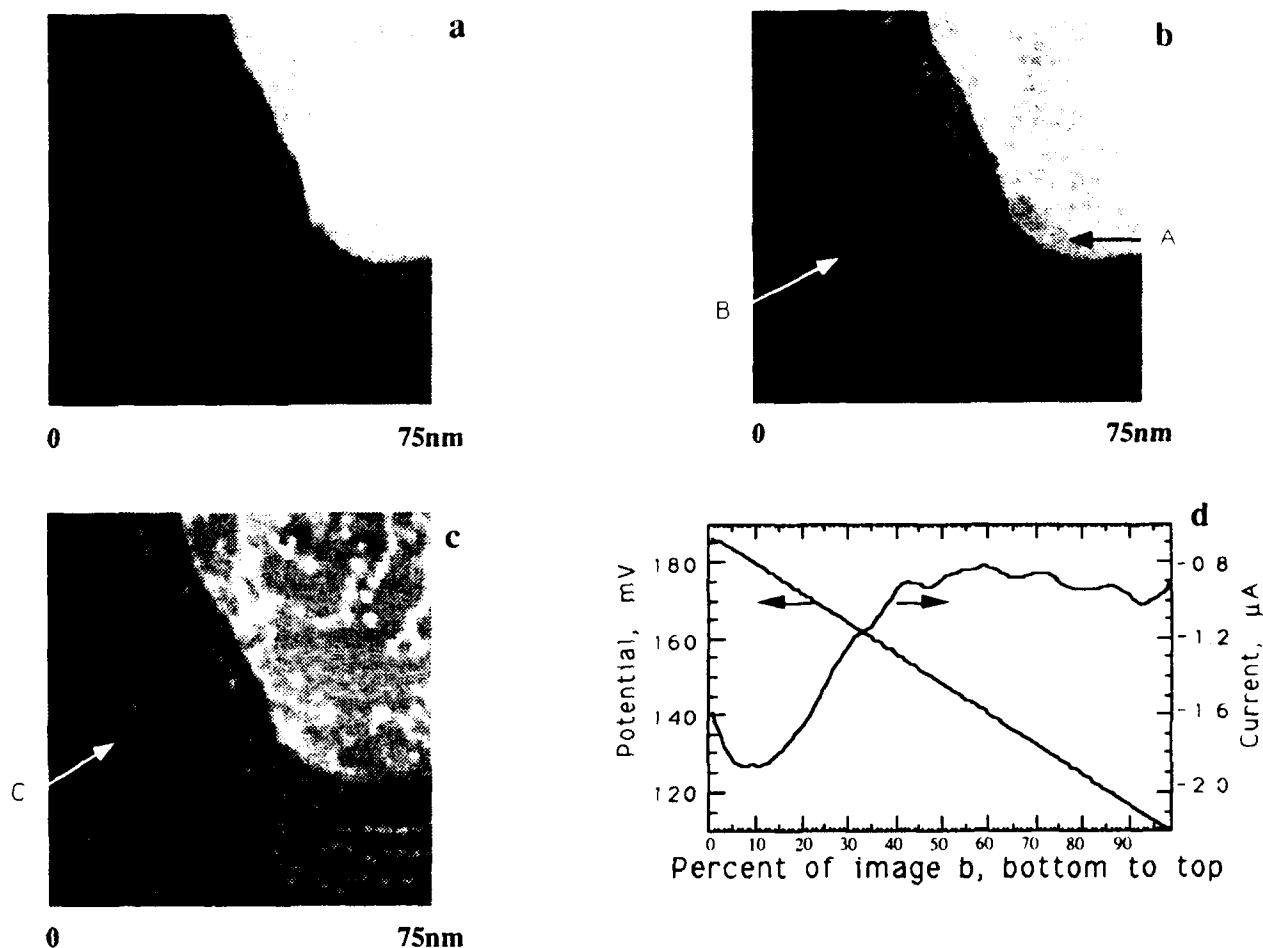 a
b
A
B
0 75nm
0 75nm
c
C
0 75nm
d
Potential, mV
180
160
140
120
-0.8
-1.2
-1.6
-2.0
Current, µA
0 10 20 30 40 50 60 70 80 90
Percent of image b, bottom to top